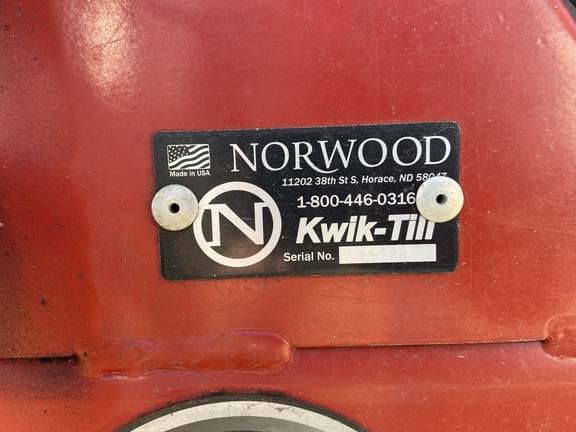 NORWOOD
Made in USA
11202 38th St S, Horace, ND 58047
1-800-446-0316
N
Kwik-Till
Serial No.